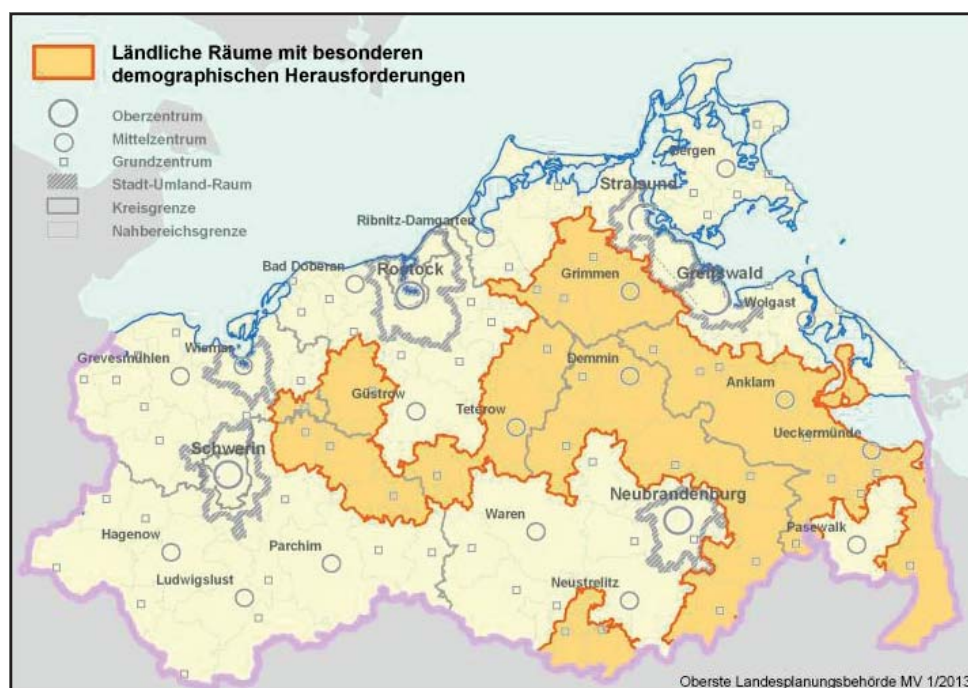 Ländliche Räume mit besonderen
demographischen Herausforderungen
Oberzentrum
Mittelzentrum
Grundzentrum
Stadt-Umland-Raum
Kreisgrenze
Nahbereichsgrenze
Bergen
Stralsund
Ribnitz-Damgarten
Bad Doberan
Rostock
Grimmen
Greifswald
Wolgast
Wismar
Grevesmühlen
Demmin
Anklam
Güstrow
Teterow
Ueckermünde
Schwerin
Neubrandenburg
Hagenow
Waren
Pasewalk
Parchim
Ludwigslust
Neustrelitz
Oberste Landesplanungsbehörde MV 1/2013